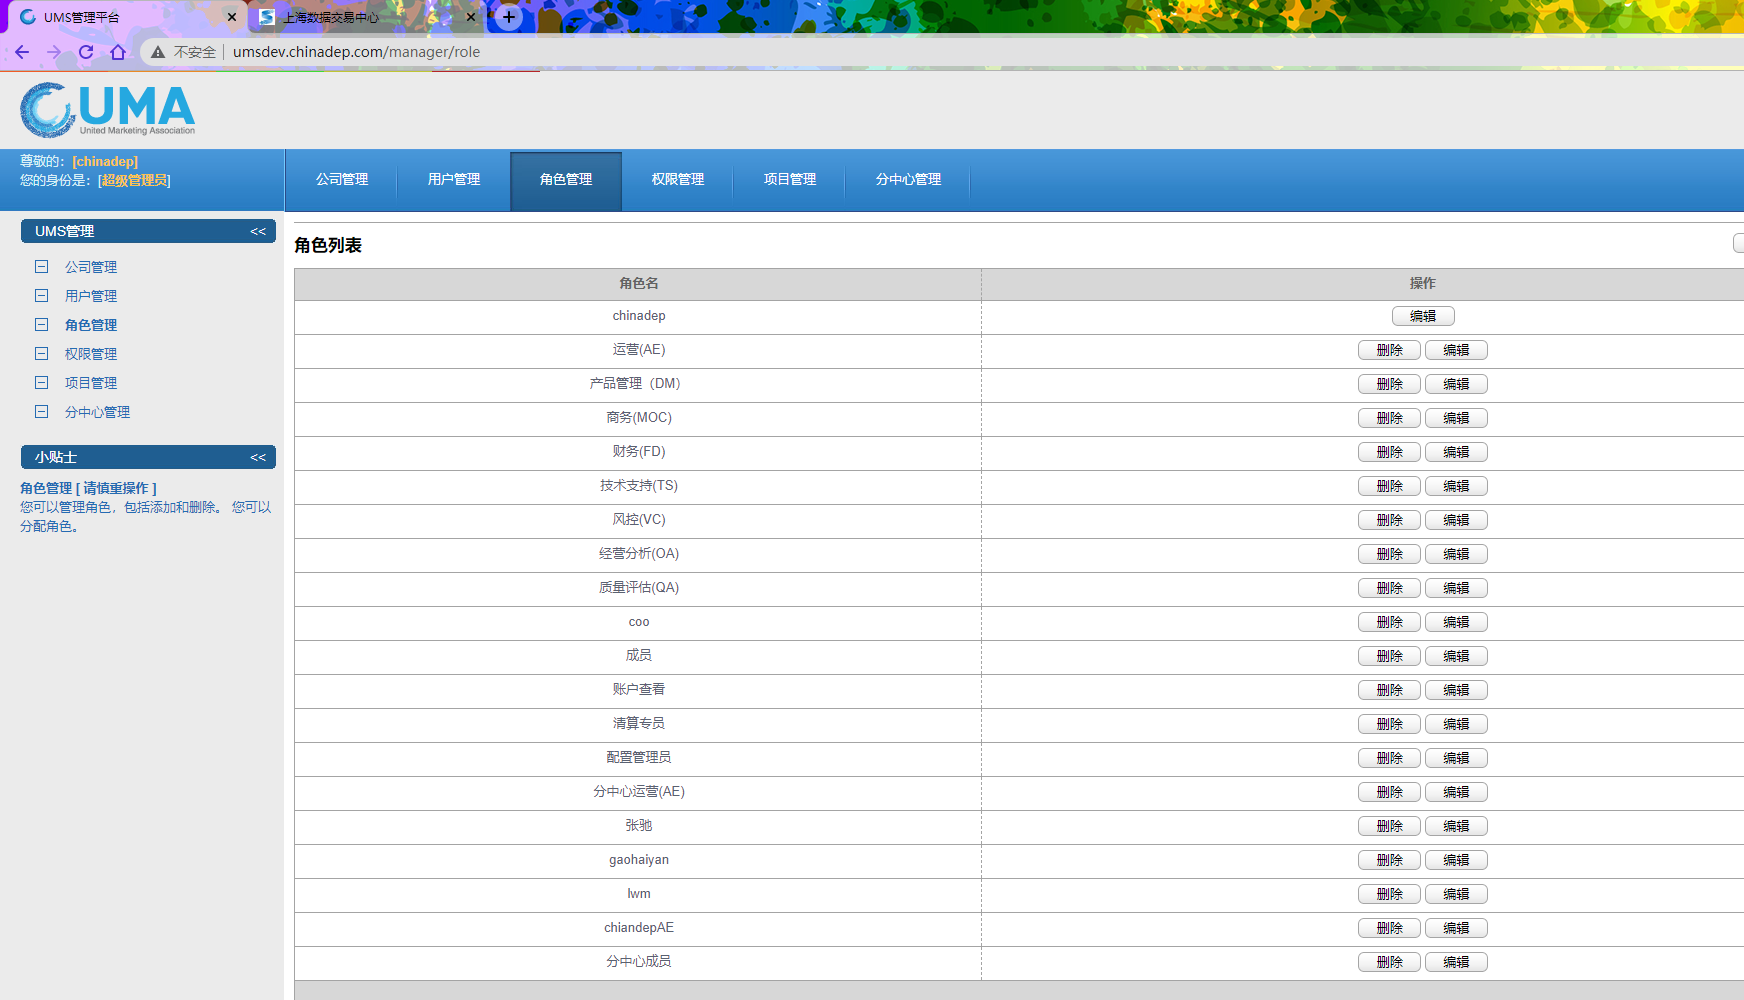 UMS管理平台
上海数据交易中心
不安全 umsdev.chinadep.com/manager/role
UMA
United Marketing Association
尊敬的：[chinadep]
您的身份是：[超级管理员]
公司管理 用户管理 角色管理 权限管理 项目管理 分中心管理
UMS管理 <<
公司管理
用户管理
角色管理
权限管理
项目管理
分中心管理
小贴士 <<
角色管理 [ 请慎重操作 ]
您可以管理角色，包括添加和删除。 您可以
分配角色。
角色列表
角色名 操作
chinadep 编辑
运营(AE) 删除 编辑
产品管理（DM） 删除 编辑
商务(MOC) 删除 编辑
财务(FD) 删除 编辑
技术支持(TS) 删除 编辑
风控(VC) 删除 编辑
经营分析(OA) 删除 编辑
质量评估(QA) 删除 编辑
coo 删除 编辑
成员 删除 编辑
账户查看 删除 编辑
清算专员 删除 编辑
配置管理员 删除 编辑
分中心运营(AE) 删除 编辑
张驰 删除 编辑
gaohaiyan 删除 编辑
lwm 删除 编辑
chiandepAE 删除 编辑
分中心成员 删除 编辑